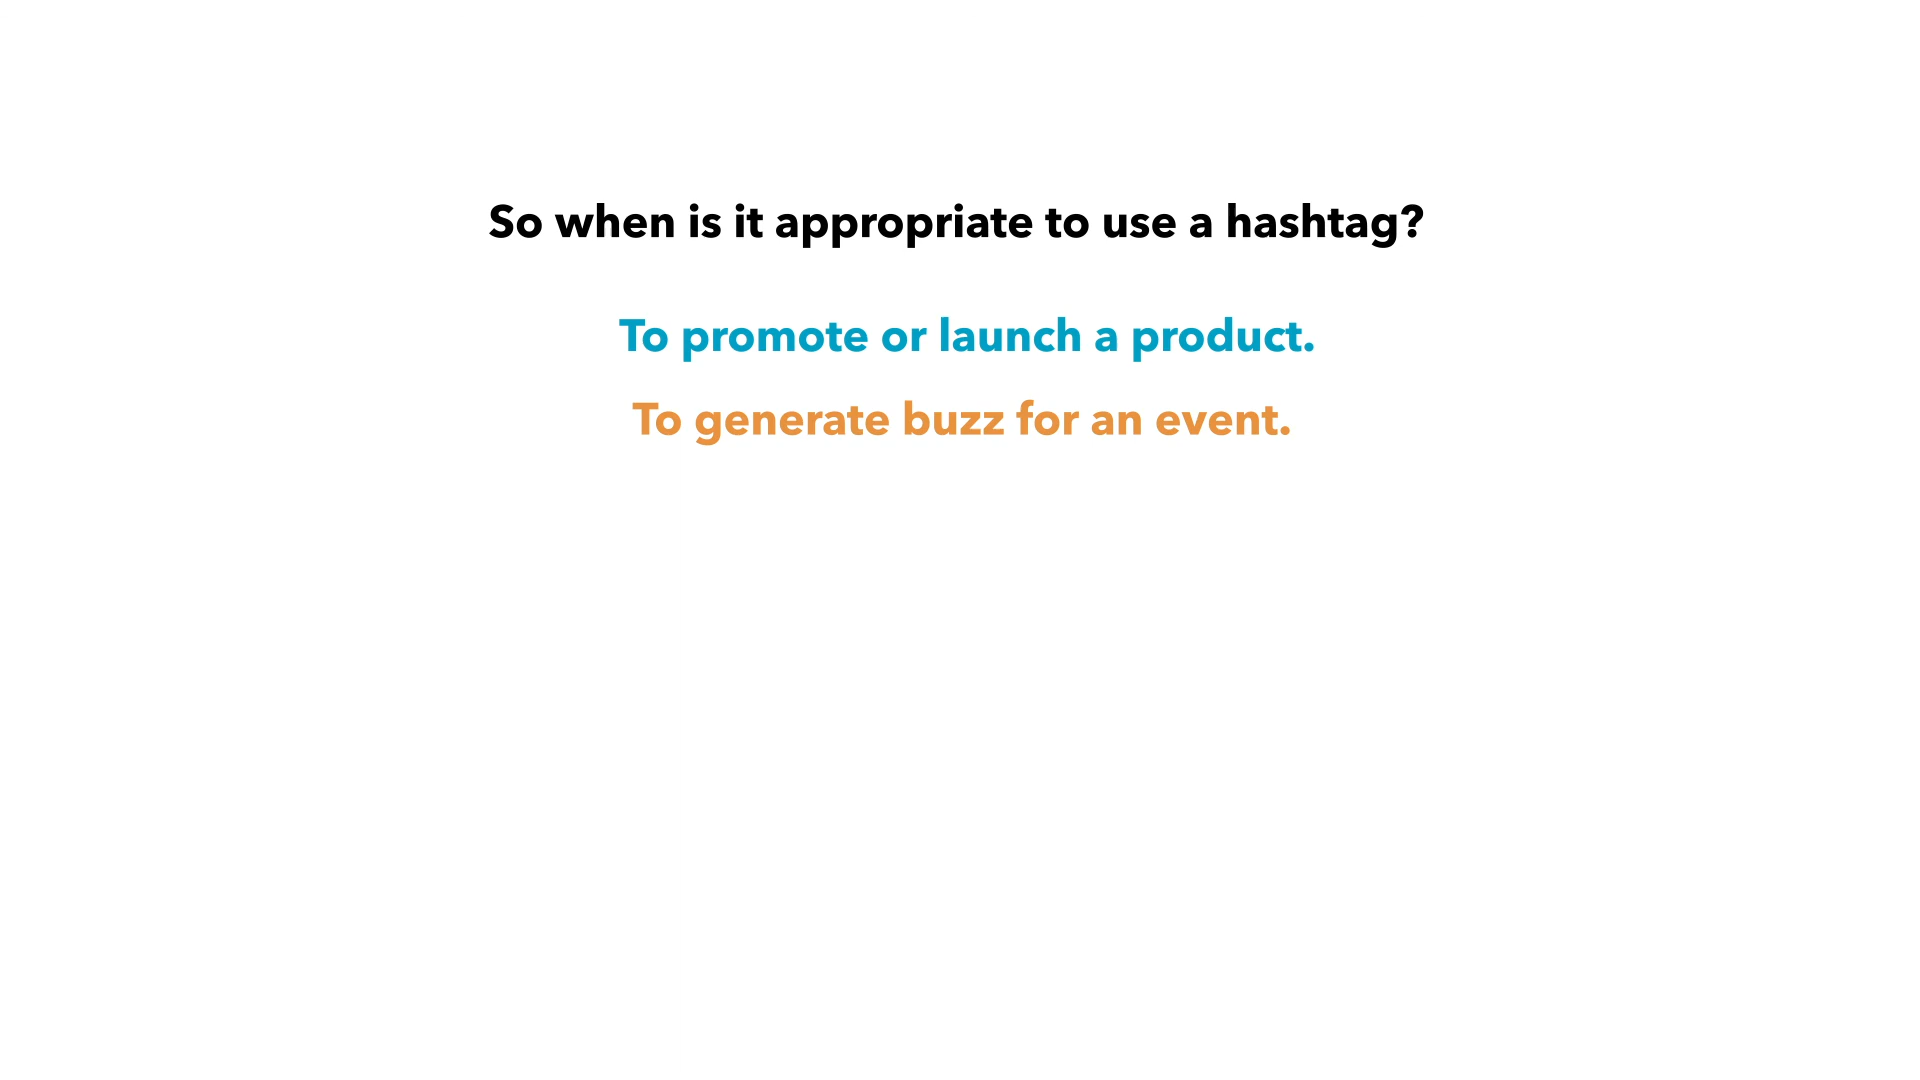 So when is it appropriate to use a hashtag?
To promote or launch a product.
To generate buzz for an event.